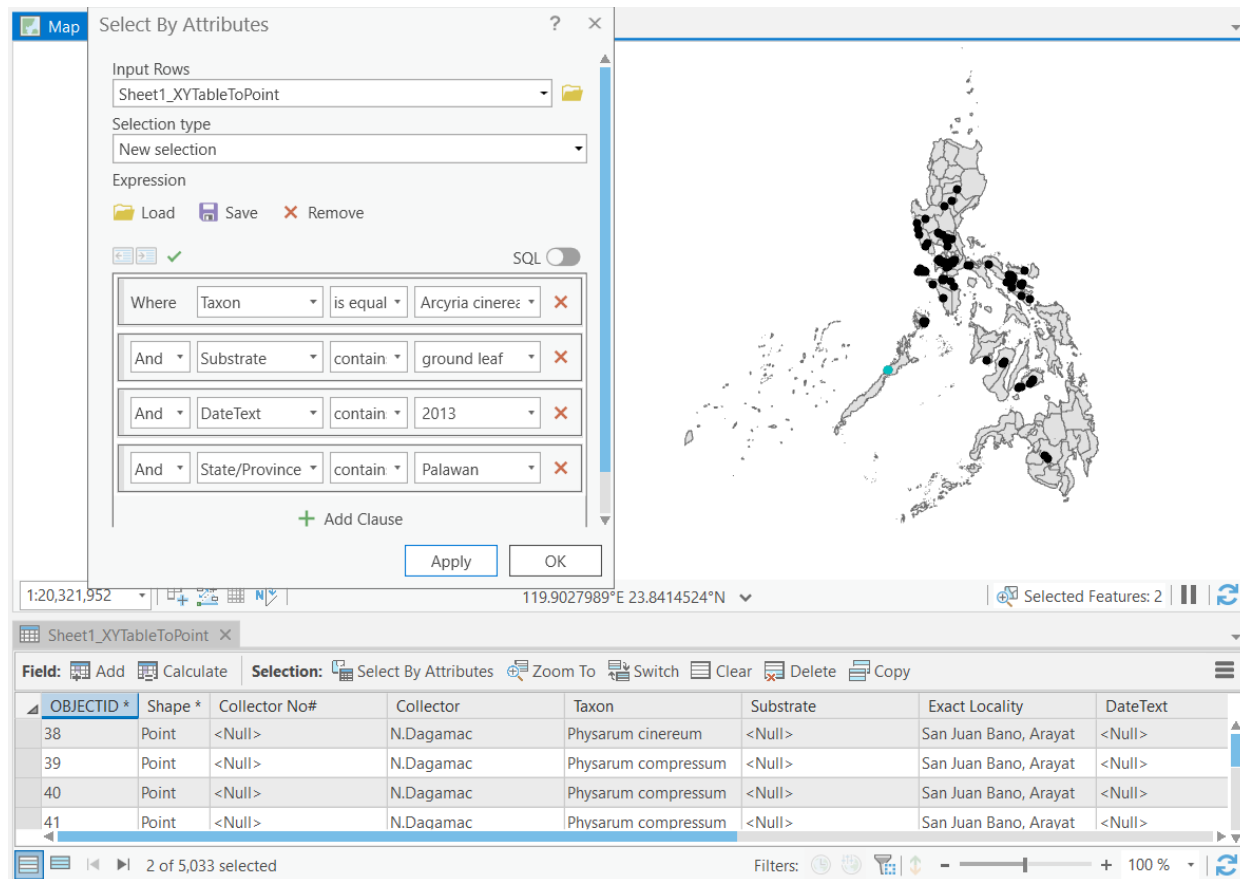 Map
Select By Attributes
?
Input Rows
Sheet1_XYTableToPoint
Selection type
New selection
Expression
Load Save Remove
SQL
Where Taxon is equal Arcyria cinerea
And Substrate contain: ground leaf
And DateText contain: 2013
And State/Province contain: Palawan
+ Add Clause
Apply OK
1:20,321,952
119.9027989°E 23.8414524°N
Selected Features: 2
Sheet1_XYTableToPoint
Field: Add Calculate Selection: Select By Attributes Zoom To Switch Clear Delete Copy
OBJECTID * Shape * Collector No# Collector Taxon Substrate Exact Locality DateText
38 Point <Null> N.Dagamac Physarum cinereum <Null> San Juan Bano, Arayat <Null>
39 Point <Null> N.Dagamac Physarum compressum <Null> San Juan Bano, Arayat <Null>
40 Point <Null> N.Dagamac Physarum compressum <Null> San Juan Bano, Arayat <Null>
41 Point <Null> N.Dagamac Physarum compressum <Null> San Juan Bano, Arayat <Null>
2 of 5,033 selected
Filters:
- + 100 %